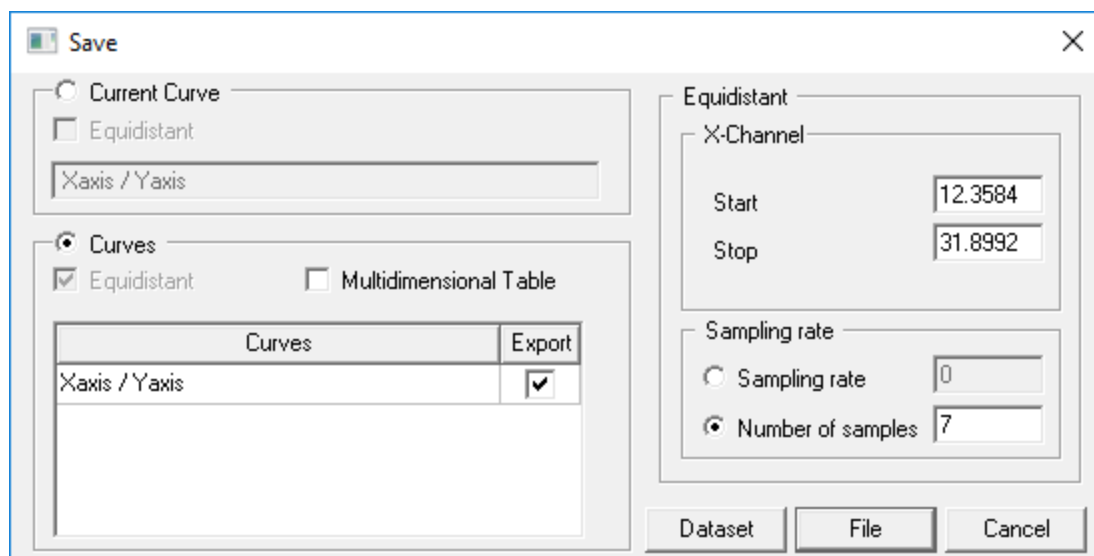 Save
Current Curve
Equidistant
Xaxis / Yaxis
Curves
Equidistant Multidimensional Table
Curves Export
Xaxis / Yaxis
Equidistant
X-Channel
Start 12.3584
Stop 31.8992
Sampling rate
Sampling rate 0
Number of samples 7
Dataset File Cancel